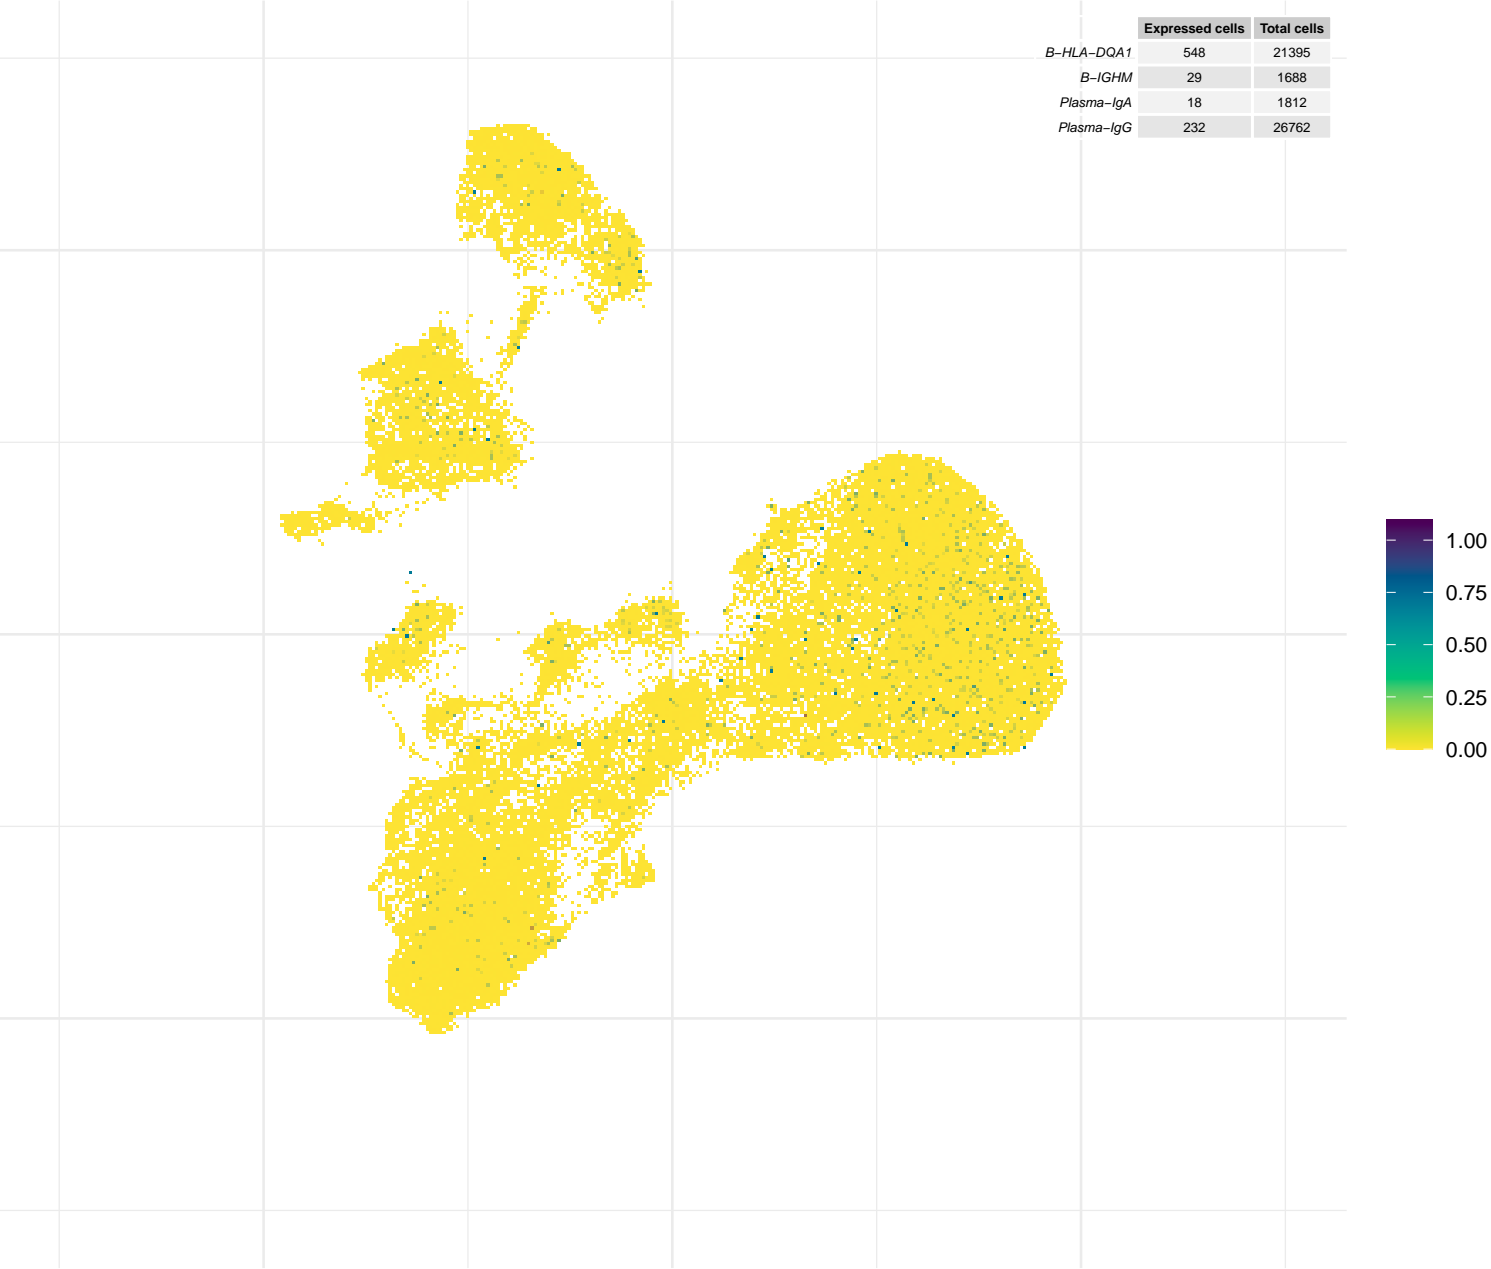 Expressed cells Total cells
B−HLA−DQA1 548 21395
B−IGHM 29 1688
Plasma−IgA 18 1812
Plasma−IgG 232 26762
1.00
0.75
0.50
0.25
0.00